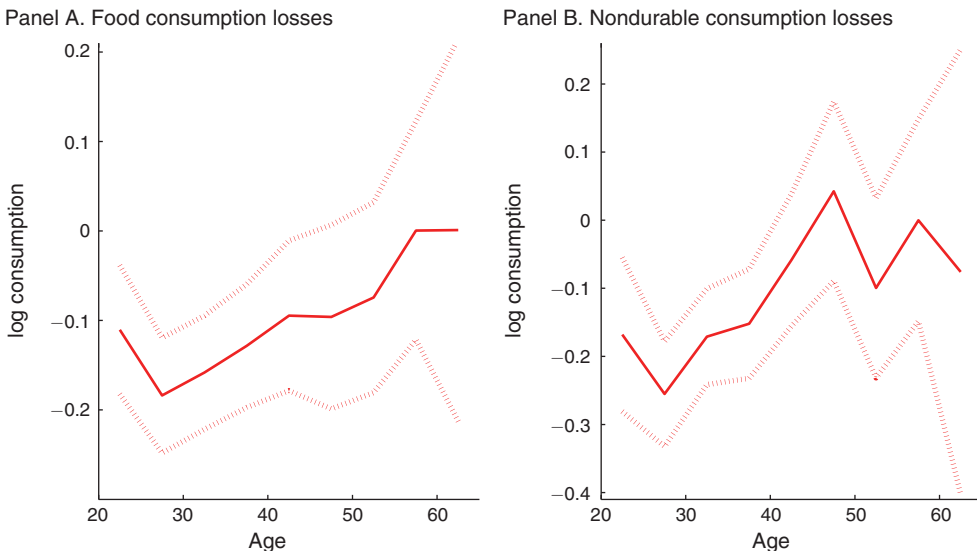 Panel A. Food consumption losses
0.2
0.1
0
−0.1
−0.2
log consumption
20 30 40 50 60
Age
Panel B. Nondurable consumption losses
0.2
0.1
0
−0.1
−0.2
−0.3
−0.4
log consumption
20 30 40 50 60
Age